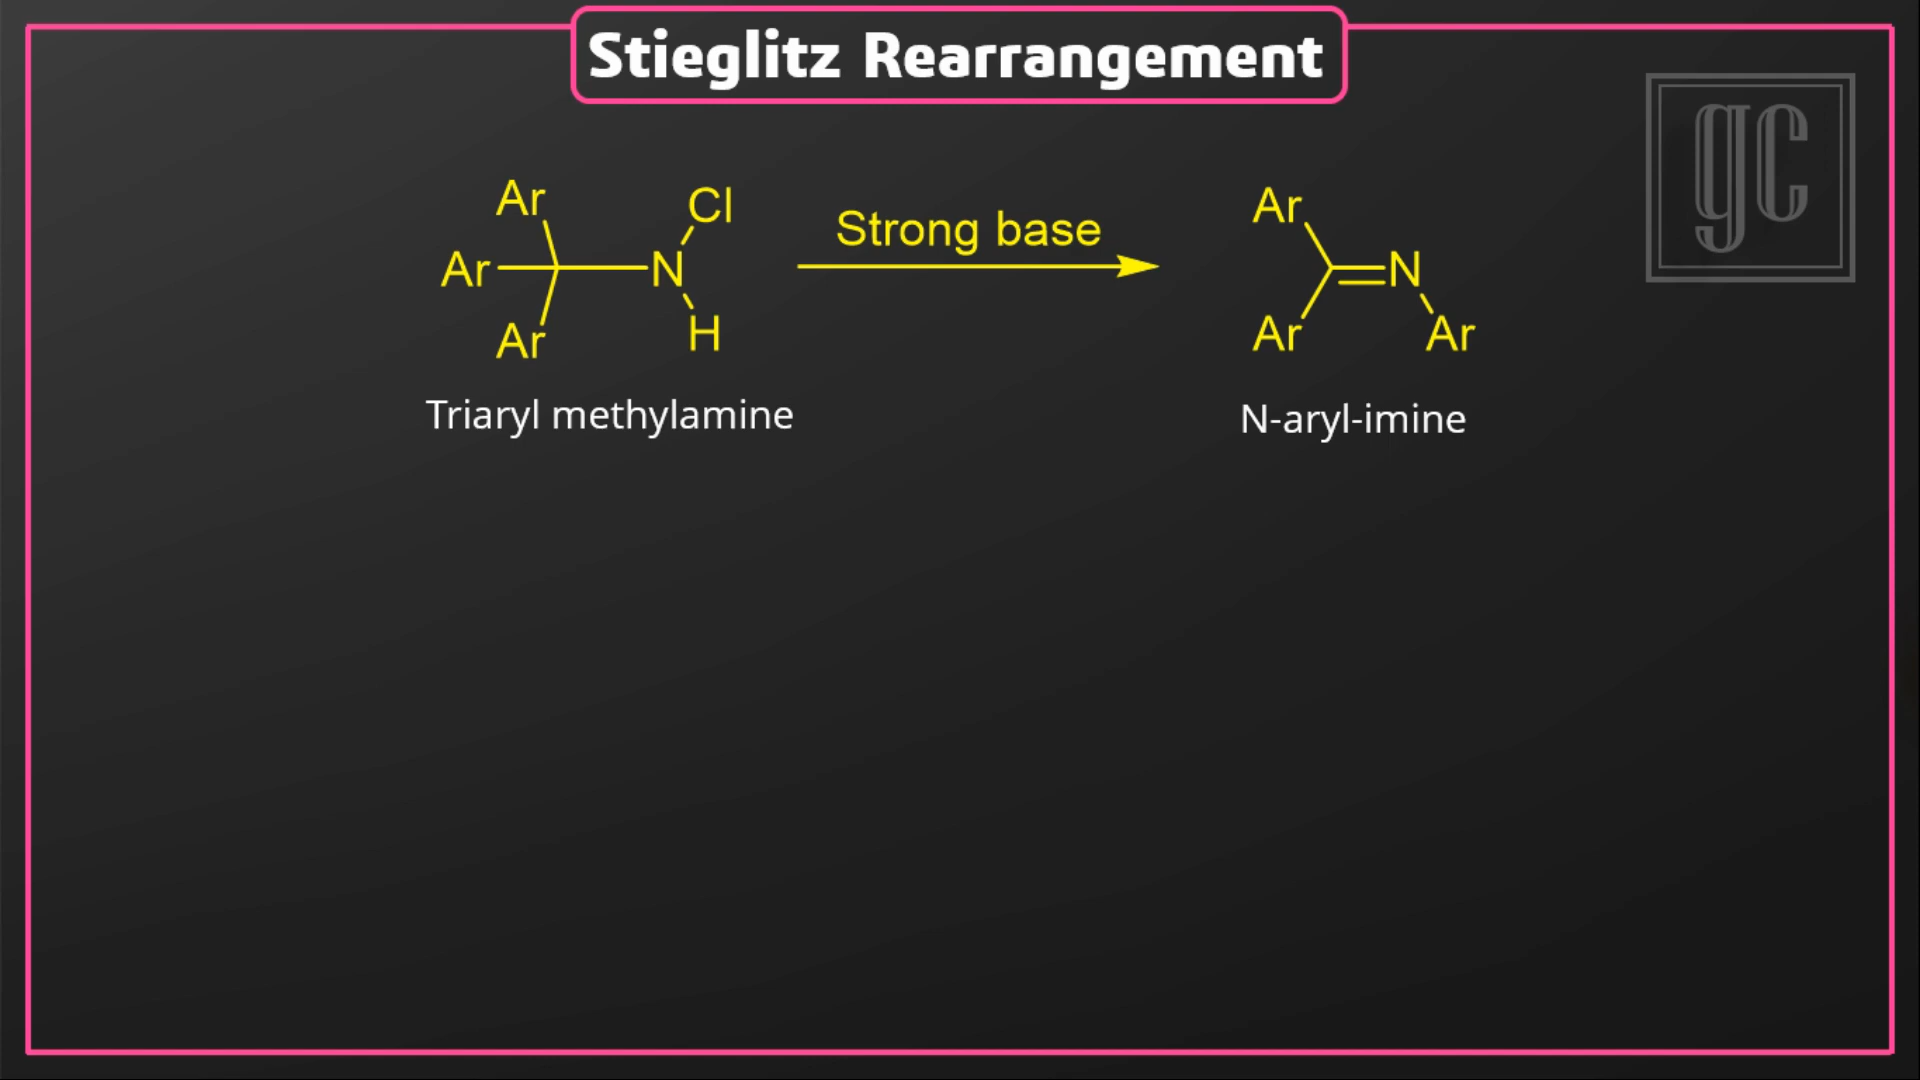 Stieglitz Rearrangement
gc
Ar Cl
Ar N
Ar H
Triaryl methylamine
Strong base
Ar
N
Ar Ar
N-aryl-imine